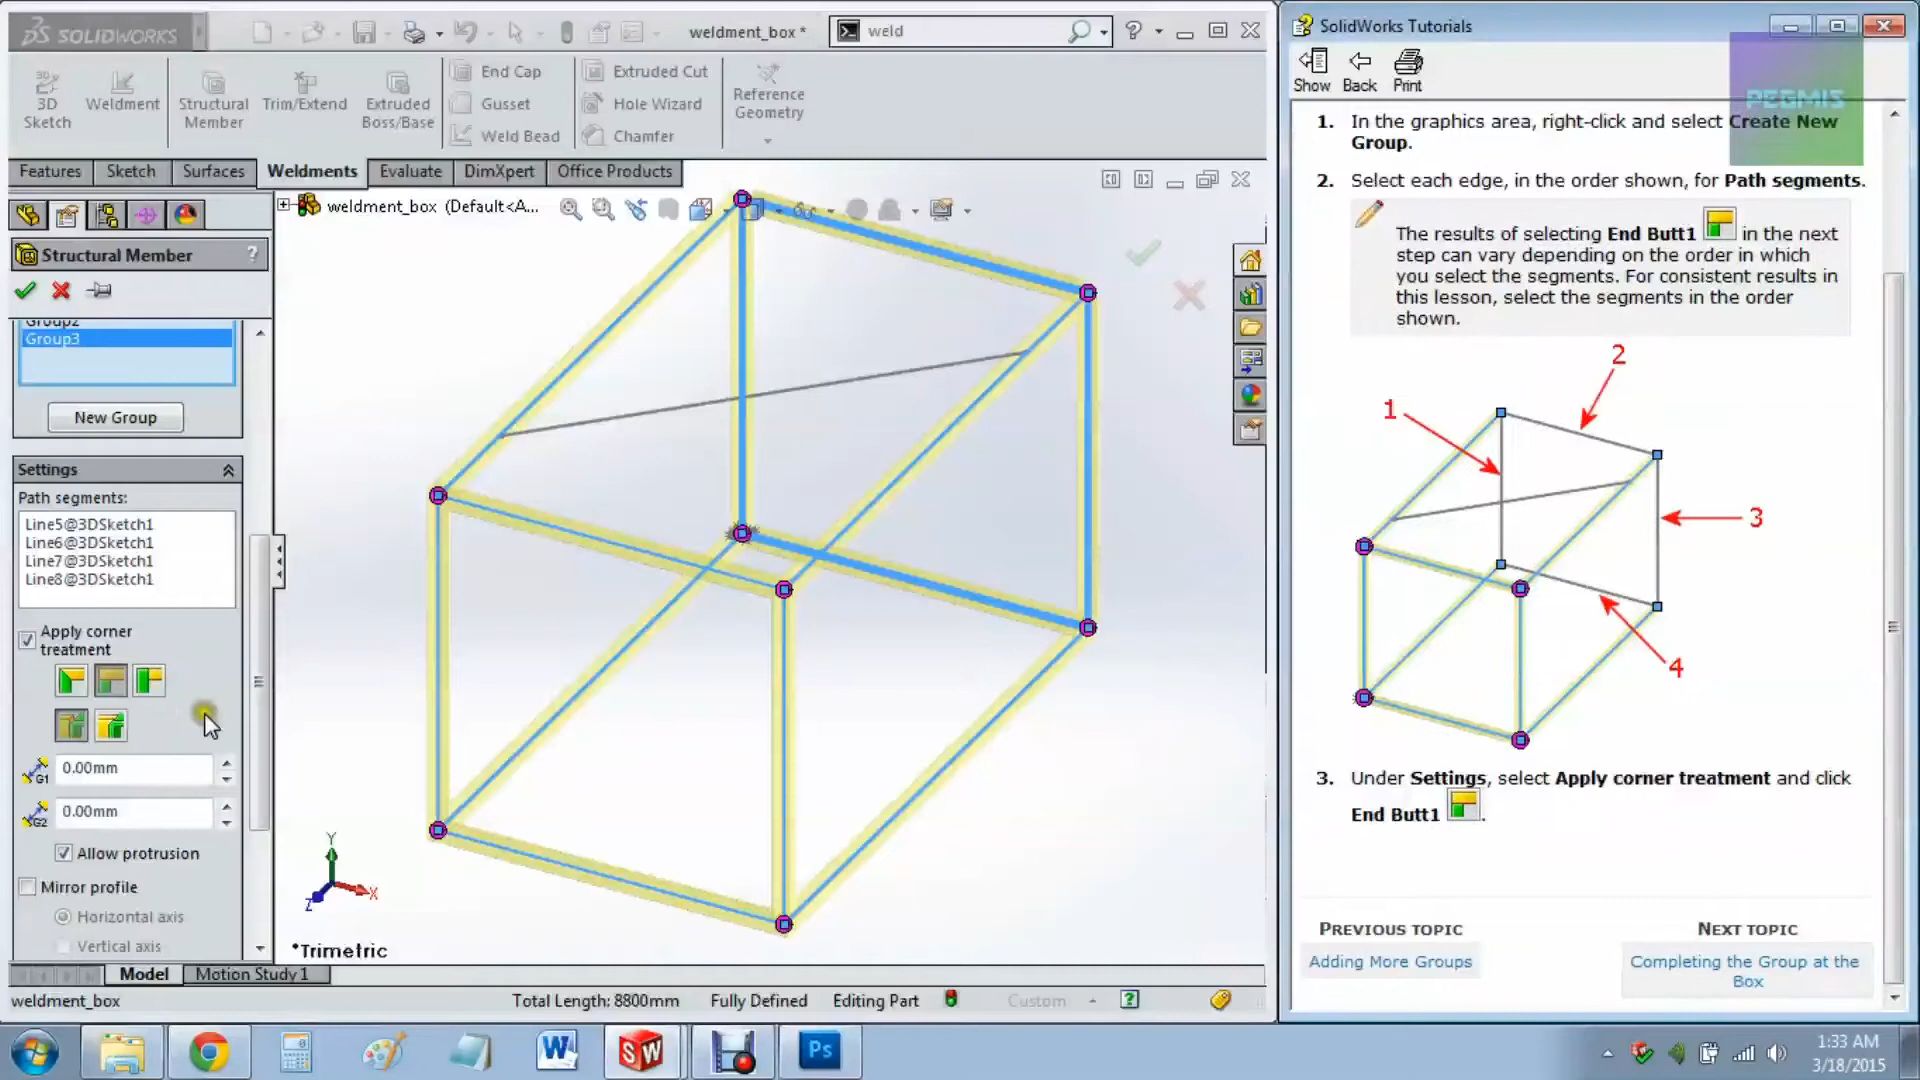 SOLIDWORKS
weldment_box *
weld
3D Sketch
Weldment
Structural Member
Trim/Extend
Extruded Boss/Base
End Cap
Gusset
Weld Bead
Extruded Cut
Hole Wizard
Chamfer
Reference Geometry
Features
Sketch
Surfaces
Weldments
Evaluate
DimXpert
Office Products
weldment_box (Default<A...
Structural Member
?
Group2
Group3
New Group
Settings
Path segments:
Line5@3DSketch1
Line6@3DSketch1
Line7@3DSketch1
Line8@3DSketch1
Apply corner
treatment
G1
0.00mm
G2
0.00mm
Allow protrusion
Mirror profile
Horizontal axis
Vertical axis
Y
X
Z
*Trimetric
Model
Motion Study 1
weldment_box
Total Length: 8800mm
Fully Defined
Editing Part
Custom
SolidWorks Tutorials
Show
Back
Print
PEGMIS
1. In the graphics area, right-click and select Create New
Group.
2. Select each edge, in the order shown, for Path segments.
The results of selecting End Butt1 in the next
step can vary depending on the order in which
you select the segments. For consistent results in
this lesson, select the segments in the order
shown.
2
1
3
4
3. Under Settings, select Apply corner treatment and click
End Butt1 .
PREVIOUS TOPIC
Adding More Groups
NEXT TOPIC
Completing the Group at the
Box
W
SW
Ps
1:33 AM
3/18/2015